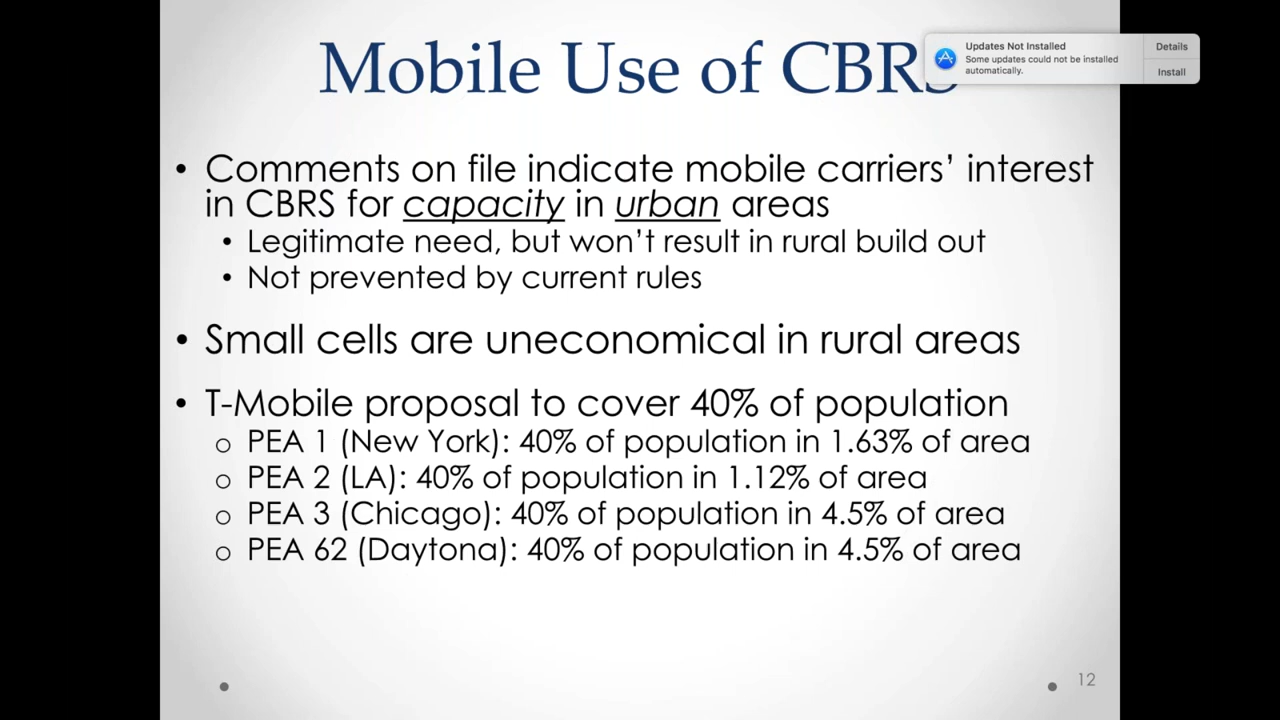 Mobile Use of CBRS
Updates Not Installed
Some updates could not be installed
automatically.
Details
Install
• Comments on file indicate mobile carriers’ interest
in CBRS for capacity in urban areas
• Legitimate need, but won’t result in rural build out
• Not prevented by current rules
• Small cells are uneconomical in rural areas
• T-Mobile proposal to cover 40% of population
o PEA 1 (New York): 40% of population in 1.63% of area
o PEA 2 (LA): 40% of population in 1.12% of area
o PEA 3 (Chicago): 40% of population in 4.5% of area
o PEA 62 (Daytona): 40% of population in 4.5% of area
12